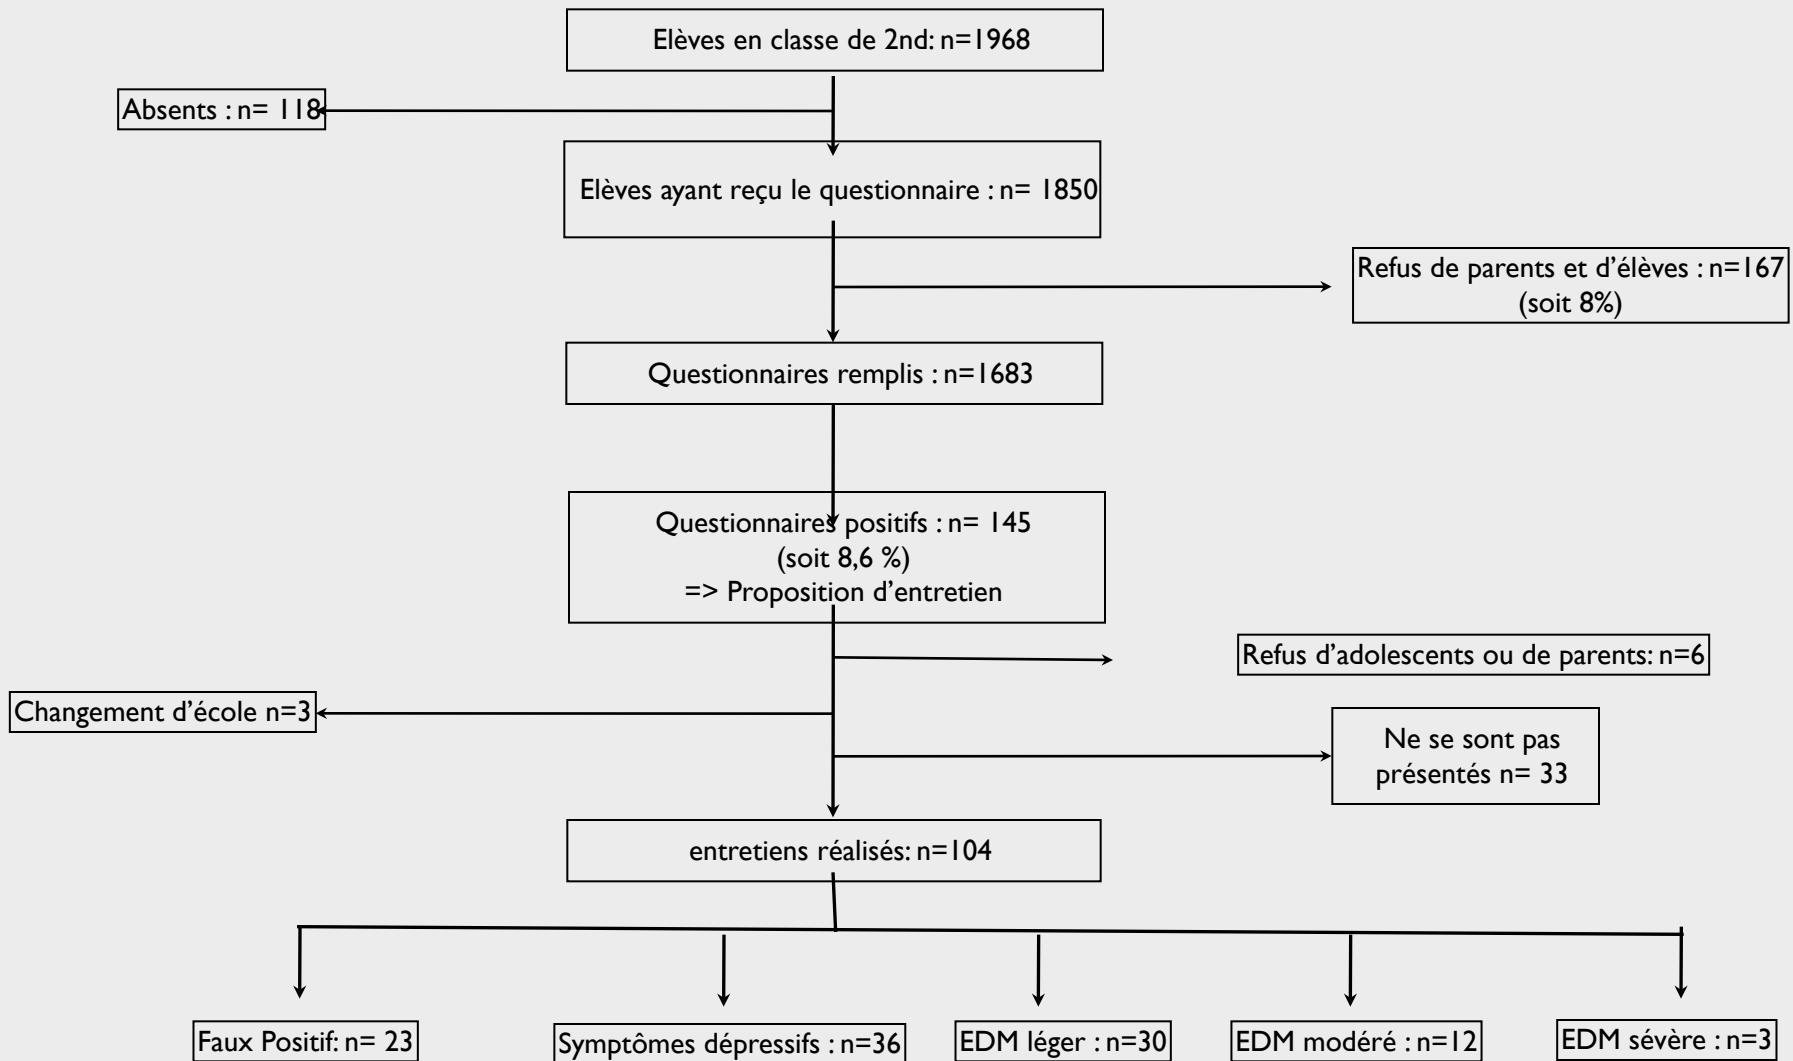 Elèves en classe de 2nd: n=1968
Absents : n= 118
Elèves ayant reçu le questionnaire : n= 1850
Refus de parents et d’élèves : n=167
(soit 8%)
Questionnaires remplis : n=1683
Questionnaires positifs : n= 145
(soit 8,6 %)
=> Proposition d’entretien
Refus d’adolescents ou de parents: n=6
Changement d’école n=3
Ne se sont pas
présentés n= 33
entretiens réalisés: n=104
Faux Positif: n= 23
Symptômes dépressifs : n=36
EDM léger : n=30
EDM modéré : n=12
EDM sévère : n=3